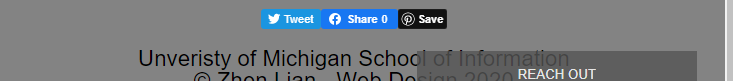 Tweet Share 0 Save
Unveristy of Michigan School of Information
© Zhen Lian - Web Design 2020
REACH OUT